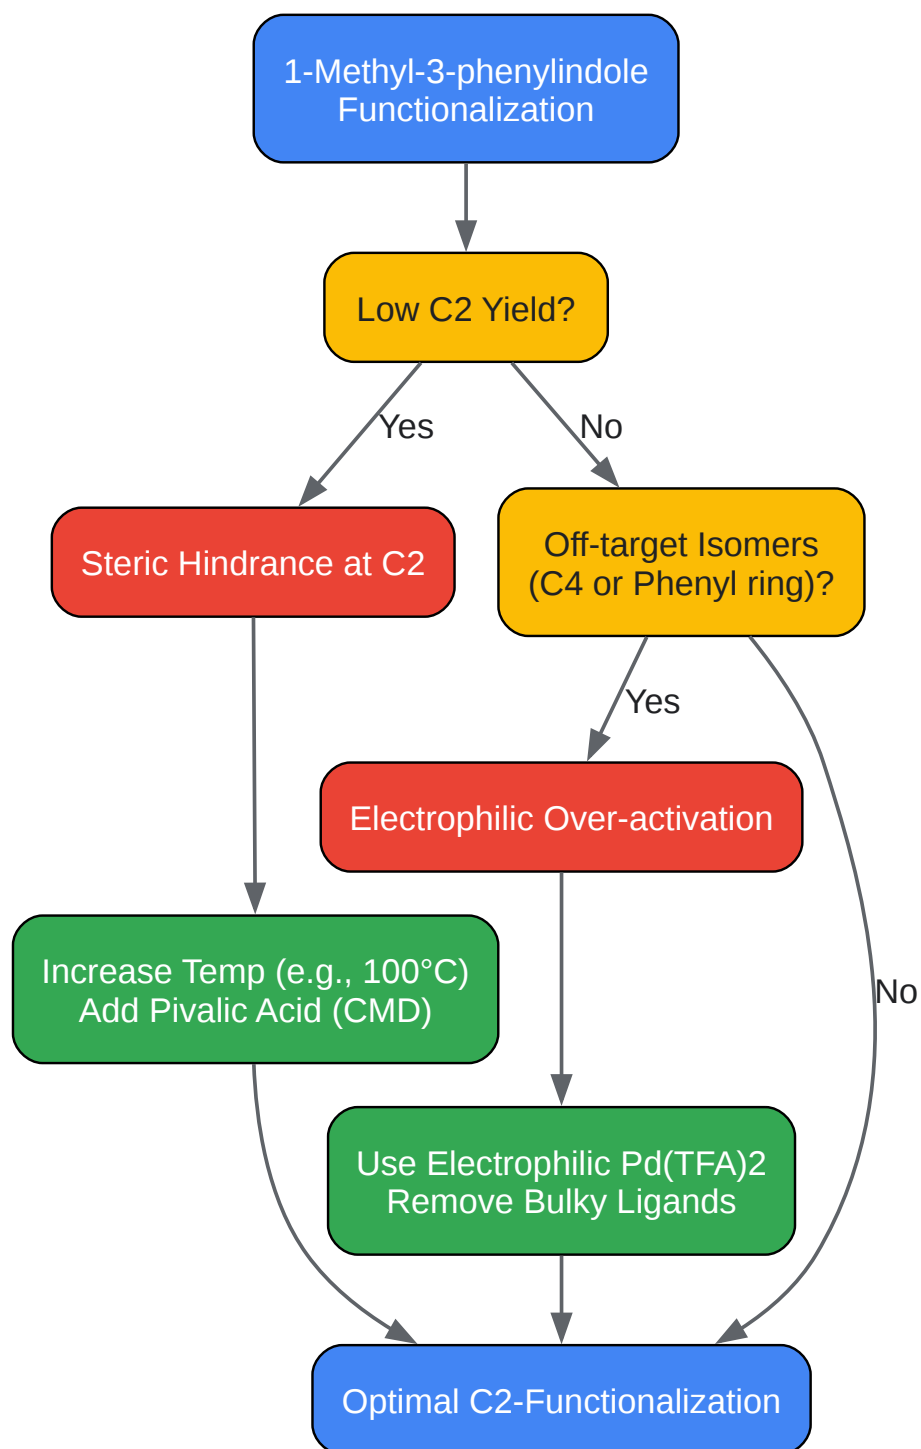 1-Methyl-3-phenylindole
Functionalization
Low C2 Yield?
Yes
No
Steric Hindrance at C2
Off-target Isomers
(C4 or Phenyl ring)?
Yes
Electrophilic Over-activation
Increase Temp (e.g., 100°C)
Add Pivalic Acid (CMD)
No
Use Electrophilic Pd(TFA)2
Remove Bulky Ligands
Optimal C2-Functionalization